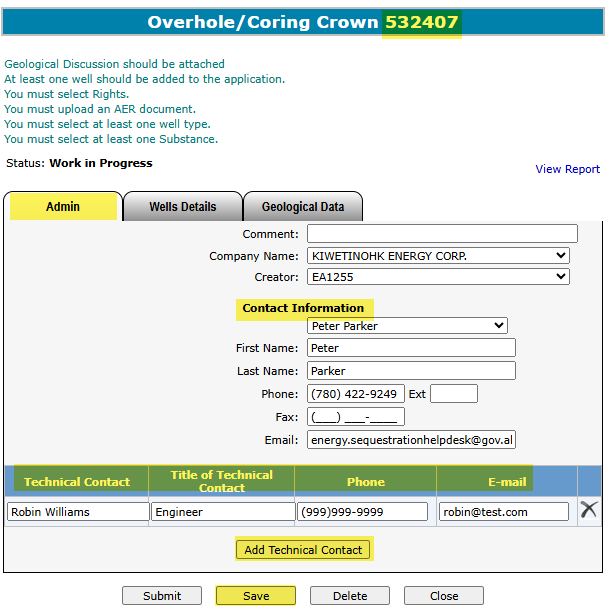 Overhole/Coring Crown 532407
Geological Discussion should be attached
At least one well should be added to the application.
You must select Rights.
You must upload an AER document.
You must select at least one well type.
You must select at least one Substance.
Status: Work in Progress
View Report
Admin Wells Details Geological Data
Comment:
Company Name: KIWETINOHK ENERGY CORP.
Creator: EA1255
Contact Information
Peter Parker
First Name: Peter
Last Name: Parker
Phone: (780) 422-9249 Ext
Fax: (___) ___-____
Email: energy.sequestrationhelpdesk@gov.al
Technical Contact Title of Technical Contact Phone E-mail
Robin Williams Engineer (999)999-9999 robin@test.com
Add Technical Contact
Submit Save Delete Close